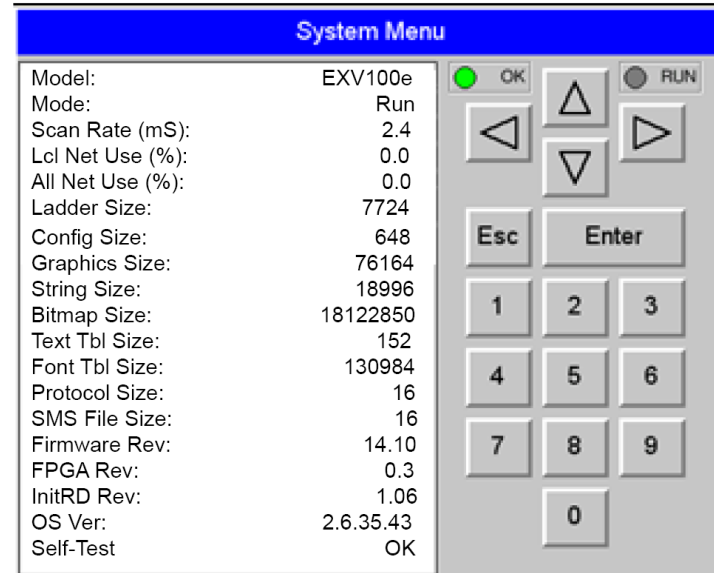 System Menu
Model: EXV100e
Mode: Run
Scan Rate (mS): 2.4
Lcl Net Use (%): 0.0
All Net Use (%): 0.0
Ladder Size: 7724
Config Size: 648
Graphics Size: 76164
String Size: 18996
Bitmap Size: 18122850
Text Tbl Size: 152
Font Tbl Size: 130984
Protocol Size: 16
SMS File Size: 16
Firmware Rev: 14.10
FPGA Rev: 0.3
InitRD Rev: 1.06
OS Ver: 2.6.35.43
Self-Test OK
OK RUN
Esc Enter
1 2 3
4 5 6
7 8 9
0